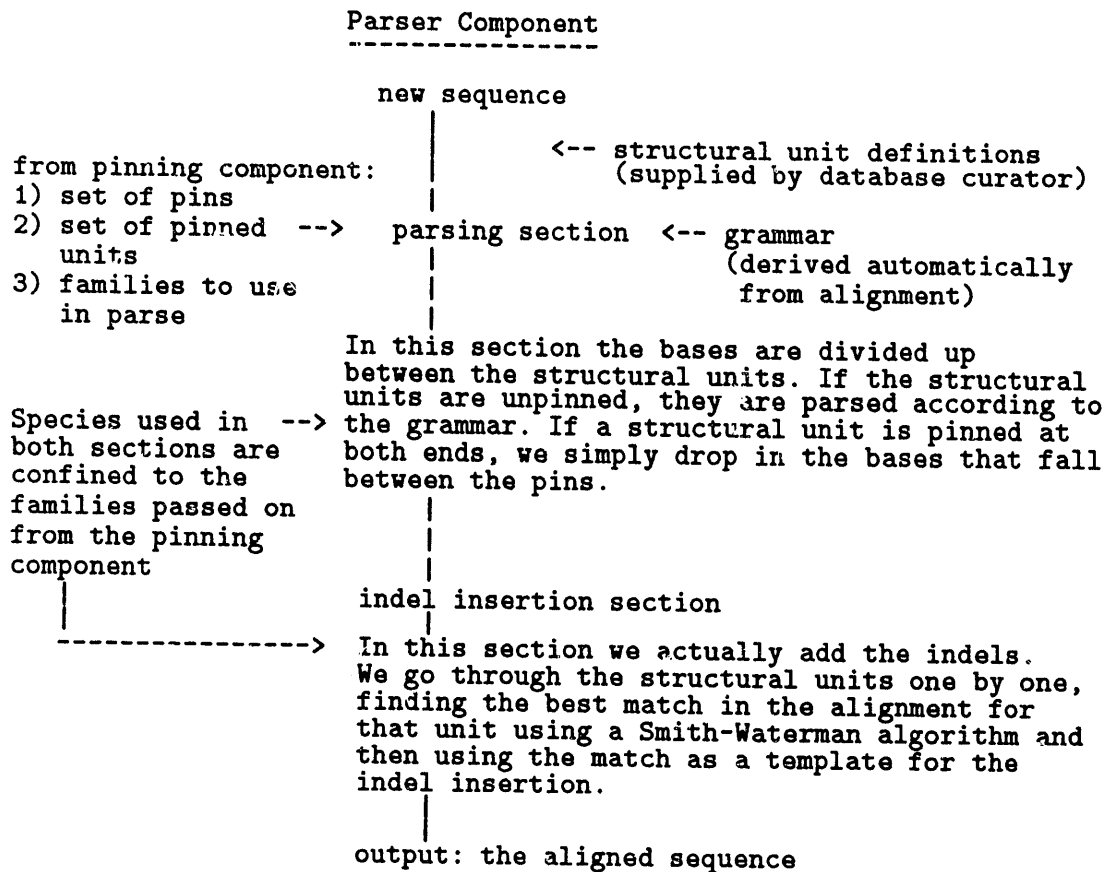 Parser Component
new sequence
<-- structural unit definitions
(supplied by database curator)
from pinning component:
1) set of pins
2) set of pinned -->
units
3) families to use
in parse
parsing section <-- grammar
(derived automatically
from alignment)
In this section the bases are divided up
between the structural units. If the structural
units are unpinned, they are parsed according to
the grammar. If a structural unit is pinned at
both ends, we simply drop in the bases that fall
between the pins.
Species used in -->
both sections are
confined to the
families passed on
from the pinning
component
indel insertion section
In this section we actually add the indels.
We go through the structural units one by one,
finding the best match in the alignment for
that unit using a Smith-Waterman algorithm and
then using the match as a template for the
indel insertion.
output: the aligned sequence